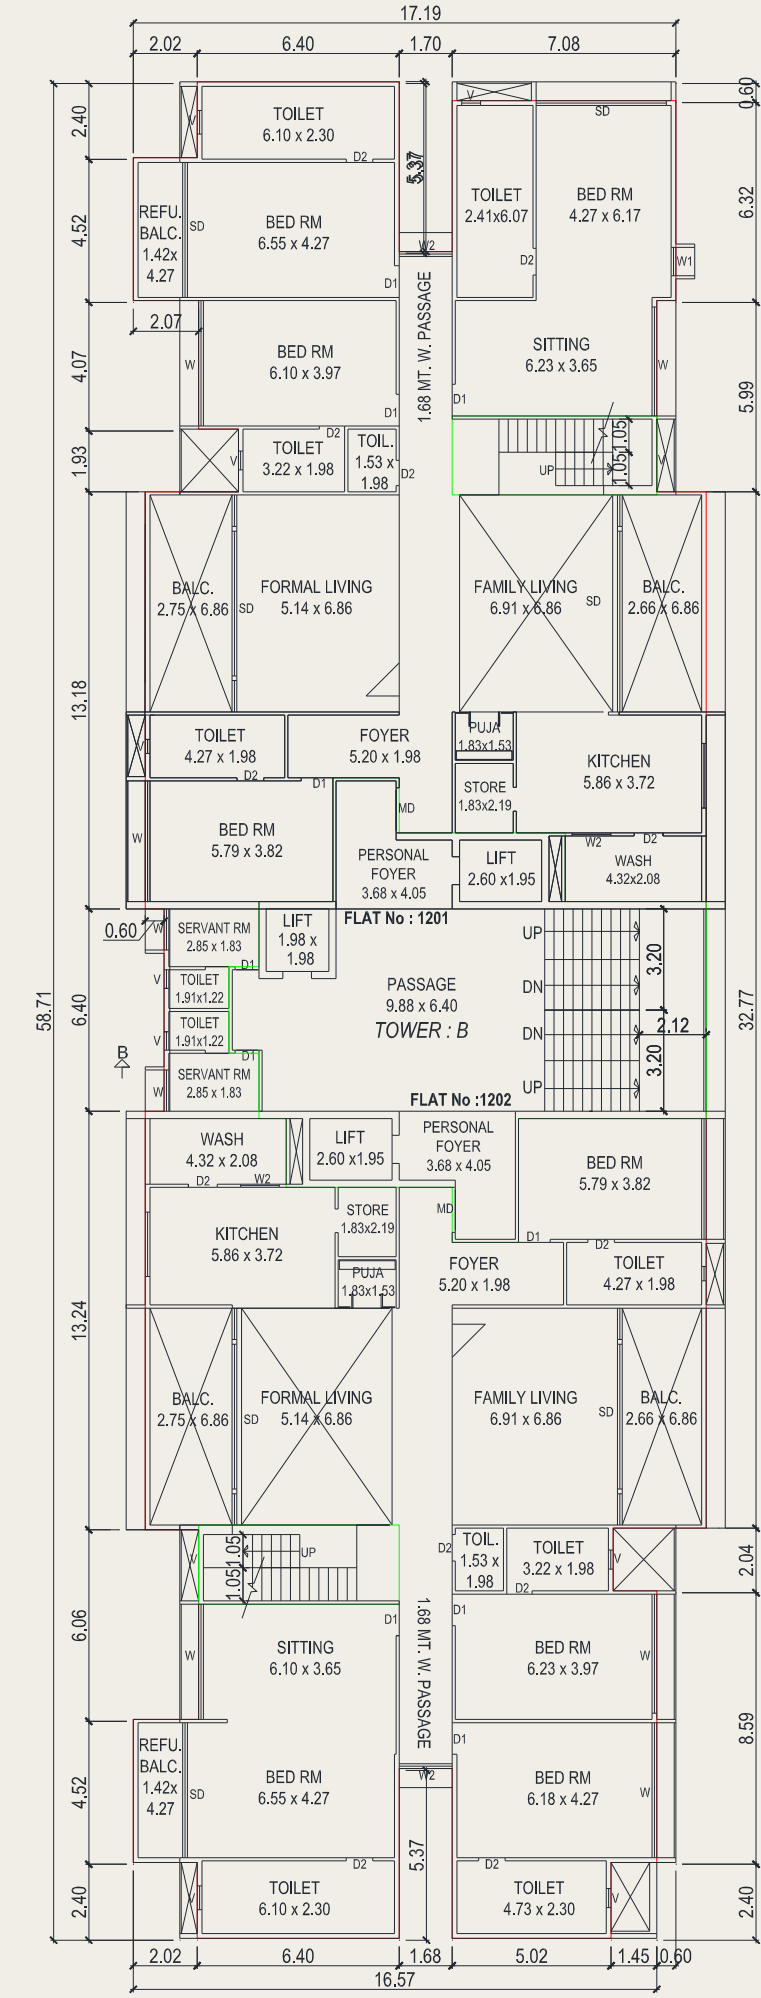 17.19
2.02
6.40
1.70
7.08
0.60
2.40
V
TOILET
6.10 x 2.30
D2
5.37
V
SD
TOILET
2.41x6.07
BED RM
4.27 x 6.17
6.32
4.52
REFU.
BALC.
1.42x
4.27
SD
BED RM
6.55 x 4.27
D1
W2
D2
W1
2.07
4.07
W
BED RM
6.10 x 3.97
D1
1.68 MT. W. PASSAGE
SITTING
6.23 x 3.65
D1
W
5.99
1.93
V
D2
TOILET
3.22 x 1.98
TOIL.
1.53 x
1.98
D2
UP
1.05
1.05
V
BALC.
2.75 x 6.86
SD
FORMAL LIVING
5.14 x 6.86
FAMILY LIVING
6.91 x 6.86
SD
BALC.
2.66 x 6.86
13.18
V
TOILET
4.27 x 1.98
D2
FOYER
5.20 x 1.98
D1
PUJA
1.83x1.53
KITCHEN
5.86 x 3.72
STORE
1.83x2.19
MD
W
BED RM
5.79 x 3.82
PERSONAL
FOYER
3.68 x 4.05
LIFT
2.60 x1.95
W2
D2
WASH
4.32x2.08
0.60
W
SERVANT RM
2.85 x 1.83
D1
LIFT
1.98 x
1.98
FLAT No : 1201
UP
3.20
58.71
6.40
V
TOILET
1.91x1.22
PASSAGE
9.88 x 6.40
TOWER : B
DN
32.77
V
TOILET
1.91x1.22
D1
DN
2.12
B
W
SERVANT RM
2.85 x 1.83
UP
3.20
FLAT No :1202
WASH
4.32 x 2.08
D2
W2
LIFT
2.60 x1.95
PERSONAL
FOYER
3.68 x 4.05
BED RM
5.79 x 3.82
KITCHEN
5.86 x 3.72
STORE
1.83x2.19
MD
D1
D2
PUJA
1.83x1.53
FOYER
5.20 x 1.98
TOILET
4.27 x 1.98
V
13.24
BALC.
2.75 x 6.86
SD
FORMAL LIVING
5.14 x 6.86
FAMILY LIVING
6.91 x 6.86
SD
BALC.
2.66 x 6.86
V
1.05
1.05
UP
D2
TOIL.
1.53 x
1.98
TOILET
3.22 x 1.98
D2
V
2.04
6.06
W
SITTING
6.10 x 3.65
D1
1.68 MT. W. PASSAGE
D1
BED RM
6.23 x 3.97
W
8.59
4.52
REFU.
BALC.
1.42x
4.27
SD
BED RM
6.55 x 4.27
W2
D1
BED RM
6.18 x 4.27
W
2.40
V
D2
TOILET
6.10 x 2.30
5.37
D2
TOILET
4.73 x 2.30
V
2.40
2.02
6.40
1.68
5.02
1.45
0.60
16.57